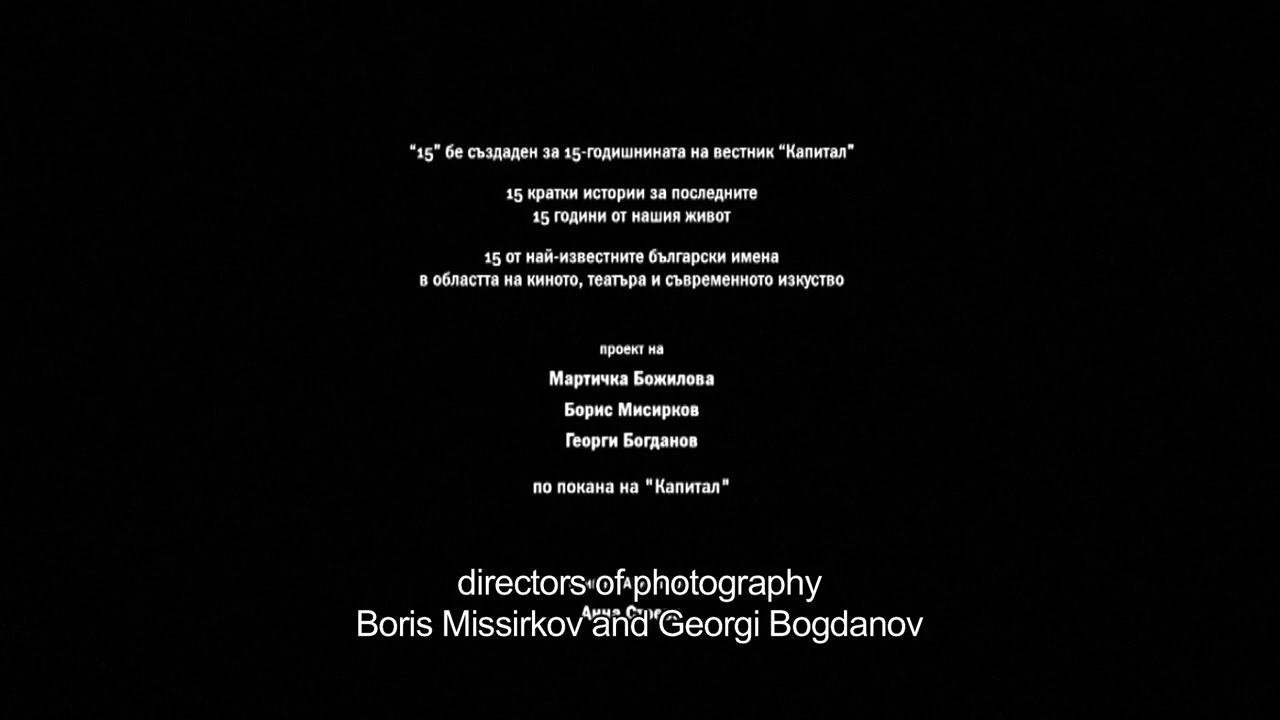 “15” бе създаден за 15-годишнината на вестник “Капитал”
15 кратки истории за последните
15 години от нашия живот
15 от най-известните български имена
в областта на киното, театъра и съвременното изкуство
проект на
Мартичка Божилова
Борис Мисирков
Георги Богданов
по покана на "Капитал"
directors of photography
Boris Missirkov and Georgi Bogdanov